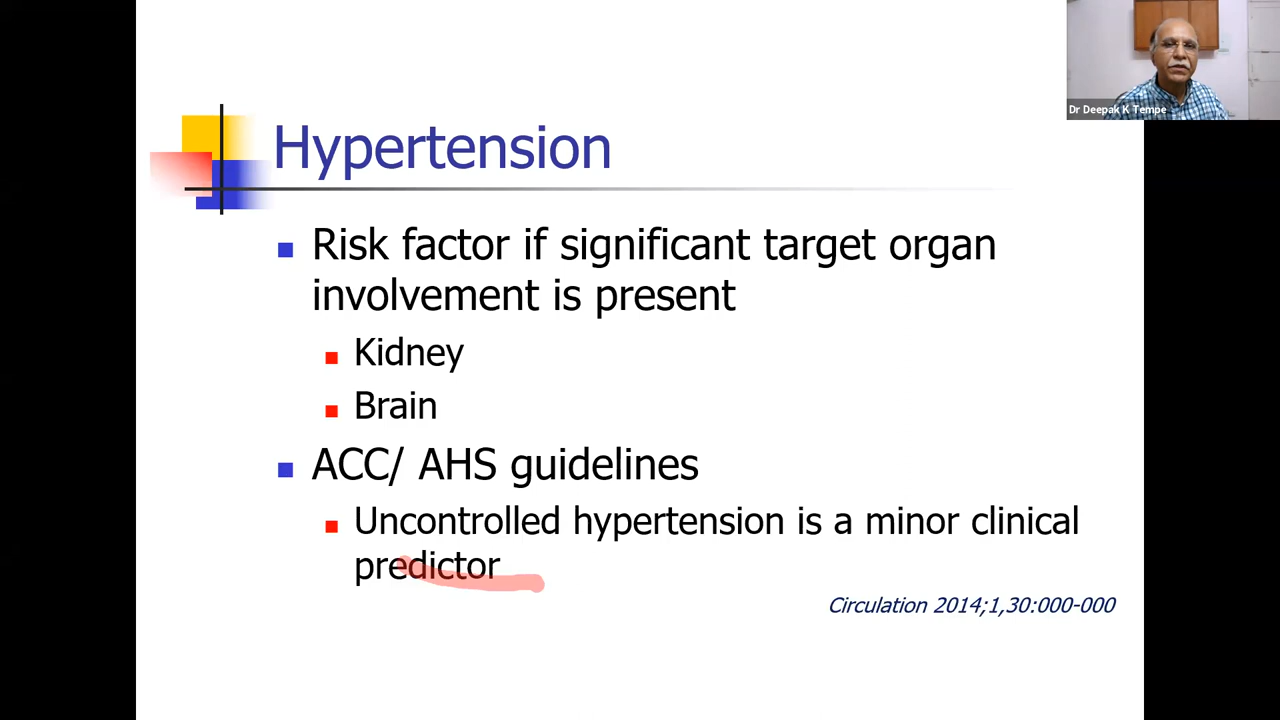 Dr Deepak K Tempe
Hypertension
Risk factor if significant target organ
involvement is present
Kidney
Brain
ACC/ AHS guidelines
Uncontrolled hypertension is a minor clinical
predictor
Circulation 2014;1,30:000-000